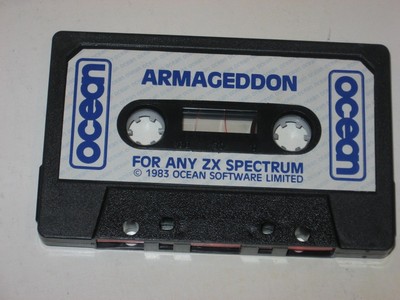 ARMAGEDDON
ocean
ocean
FOR ANY ZX SPECTRUM
© 1983 OCEAN SOFTWARE LIMITED